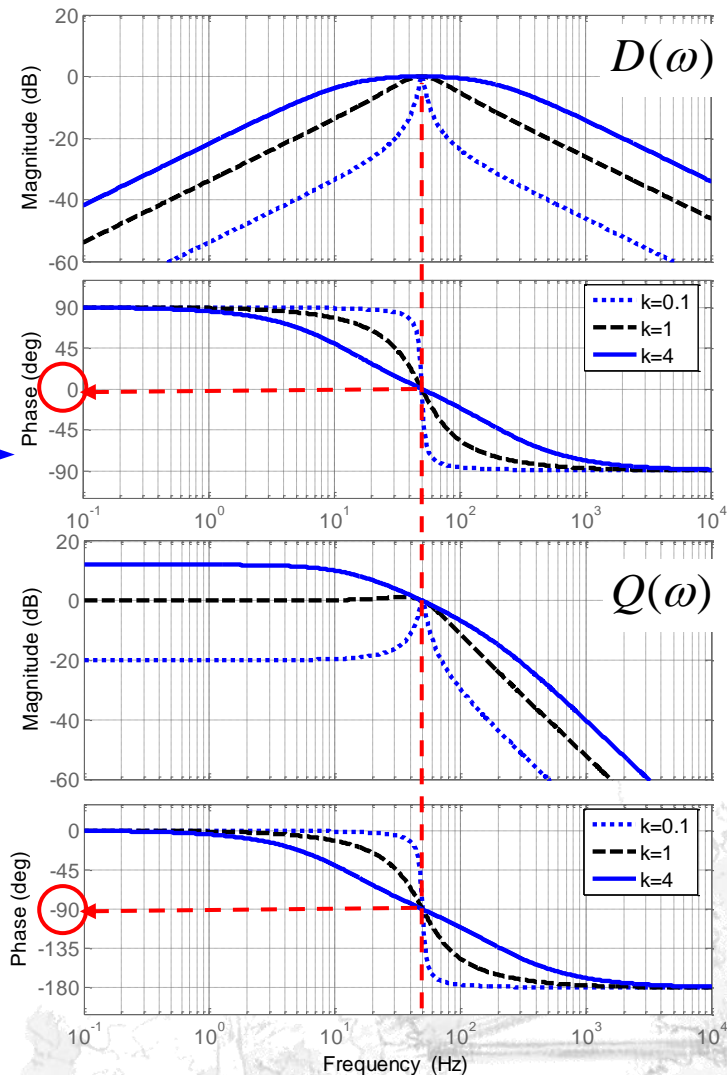 20
0
-20
-40
-60
Magnitude (dB)
D(ω)
90
45
0
-45
-90
Phase (deg)
k=0.1
k=1
k=4
10^-1 10^0 10^1 10^2 10^3 10^4
20
0
-20
-40
-60
Magnitude (dB)
Q(ω)
0
-45
-90
-135
-180
Phase (deg)
k=0.1
k=1
k=4
10^-1 10^0 10^1 10^2 10^3 10^4
Frequency (Hz)